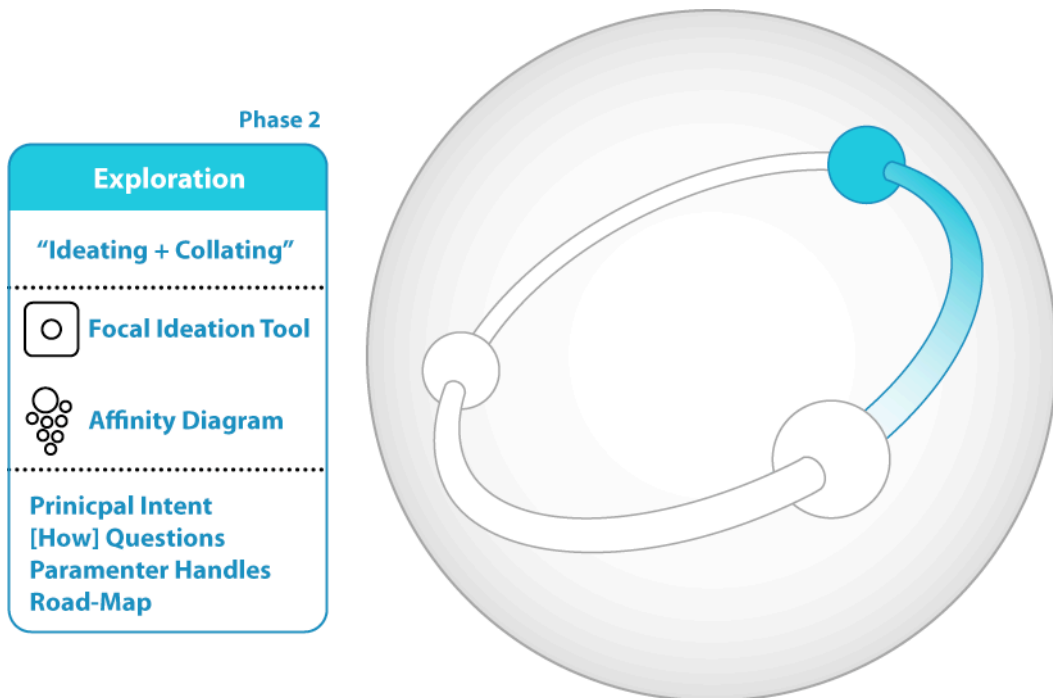 Phase 2
Exploration
“Ideating + Collating”
Focal Ideation Tool
Affinity Diagram
Prinicpal Intent
[How] Questions
Paramenter Handles
Road-Map